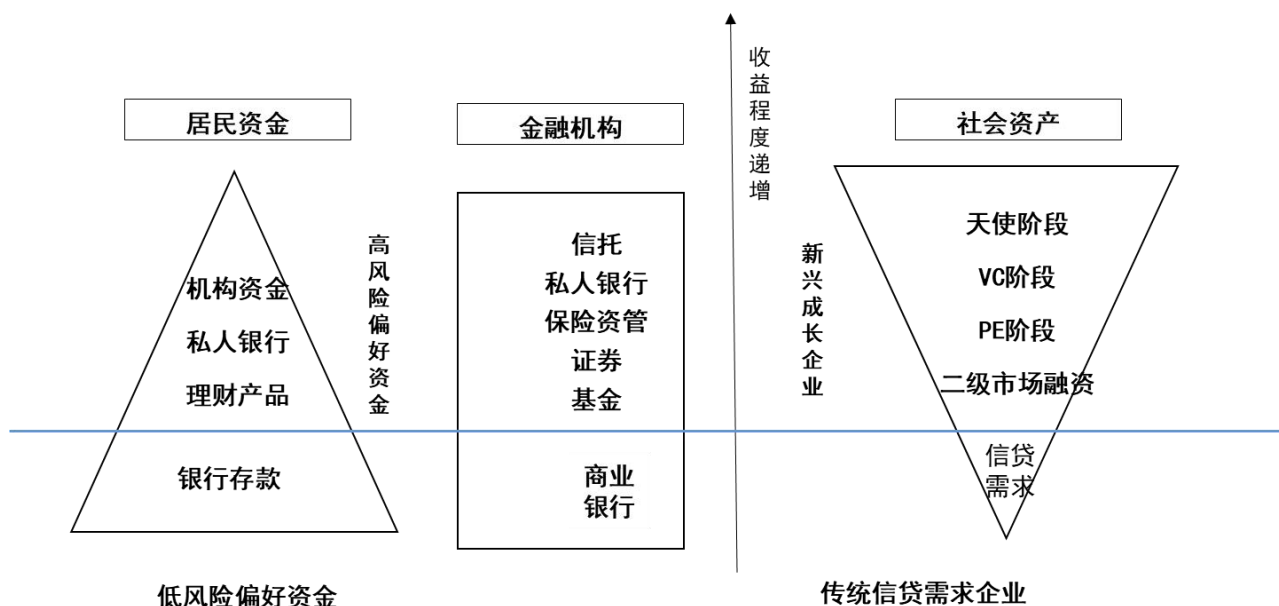 居民资金
机构资金
私人银行
理财产品
银行存款
高风险偏好资金
低风险偏好资金
金融机构
信托
私人银行
保险资管
证券
基金
商业
银行
收益程度递增
社会资产
新兴成长企业
天使阶段
VC阶段
PE阶段
二级市场融资
信贷
需求
传统信贷需求企业